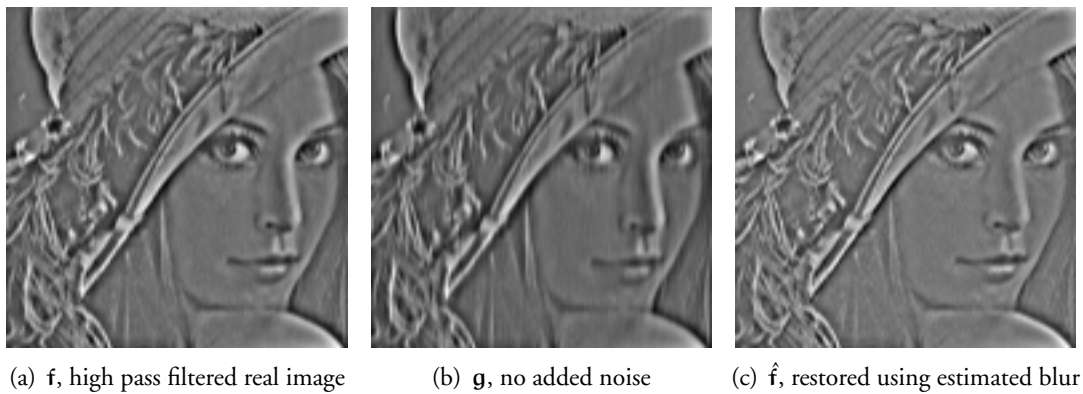 (a) 𝖋, high pass filtered real image
(b) 𝖌, no added noise
(c) 𝖋̂, restored using estimated blur